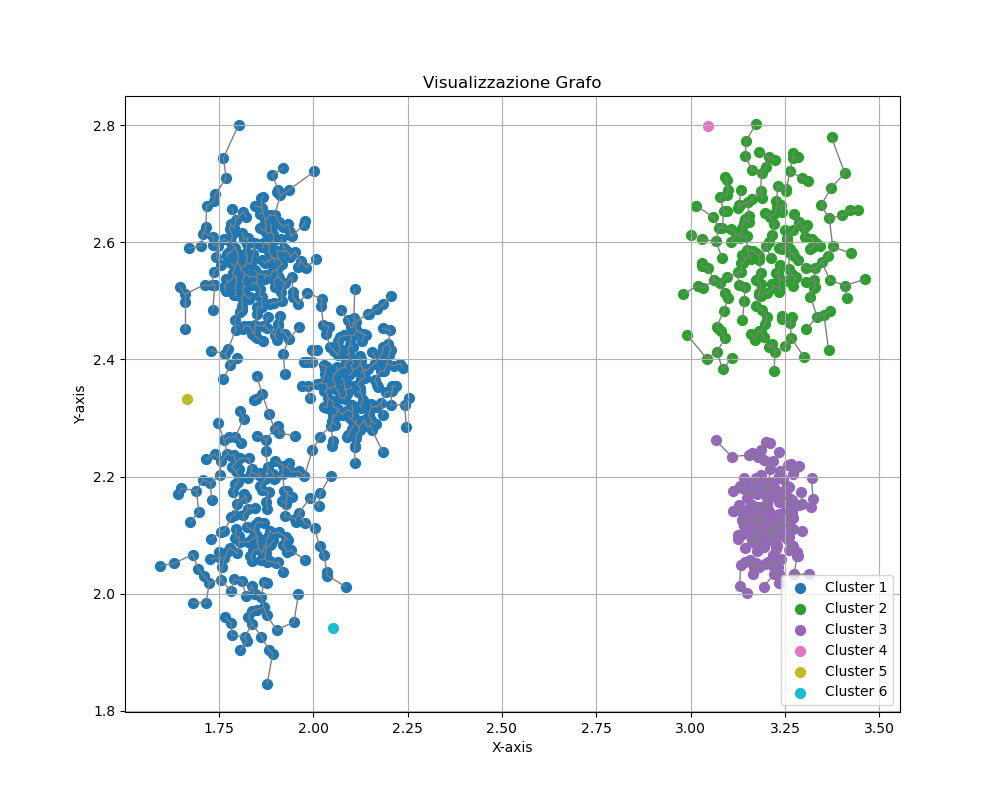 Visualizzazione Grafo
2.8
2.6
2.4
2.2
2.0
1.8
Y-axis
1.75 2.00 2.25 2.50 2.75 3.00 3.25 3.50
X-axis
Cluster 1
Cluster 2
Cluster 3
Cluster 4
Cluster 5
Cluster 6